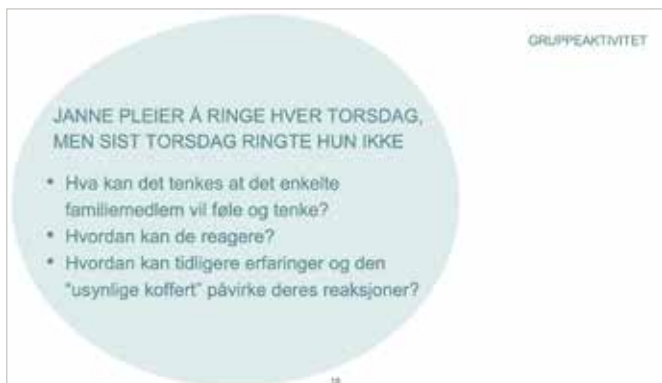 GRUPPEAKTIVITET
JANNE PLEIER Å RINGE HVER TORSDAG,
MEN SIST TORSDAG RINGTE HUN IKKE
• Hva kan det tenkes at det enkelte
familiemedlem vil føle og tenke?
• Hvordan kan de reagere?
• Hvordan kan tidligere erfaringer og den
"usynlige koffert" påvirke deres reaksjoner?